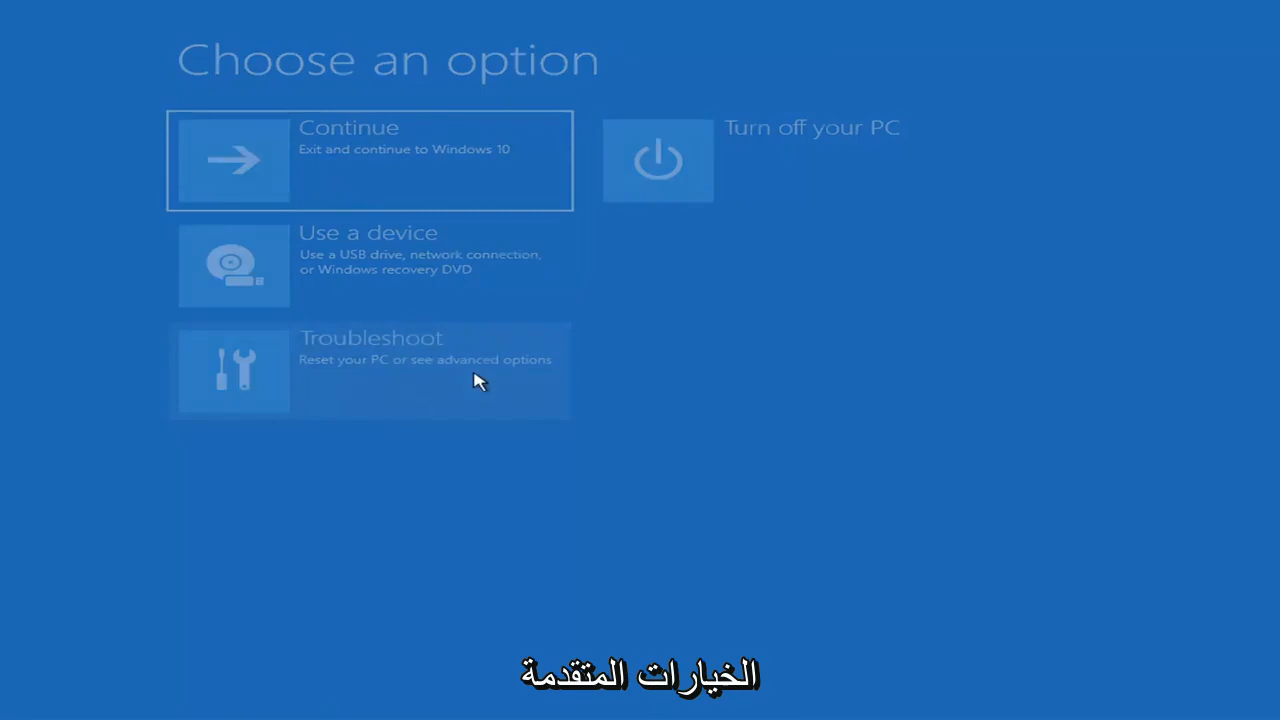 Choose an option
Continue
Exit and continue to Windows 10
Turn off your PC
Use a device
Use a USB drive, network connection,
or Windows recovery DVD
Troubleshoot
Reset your PC or see advanced options
الخيارات المتقدمة